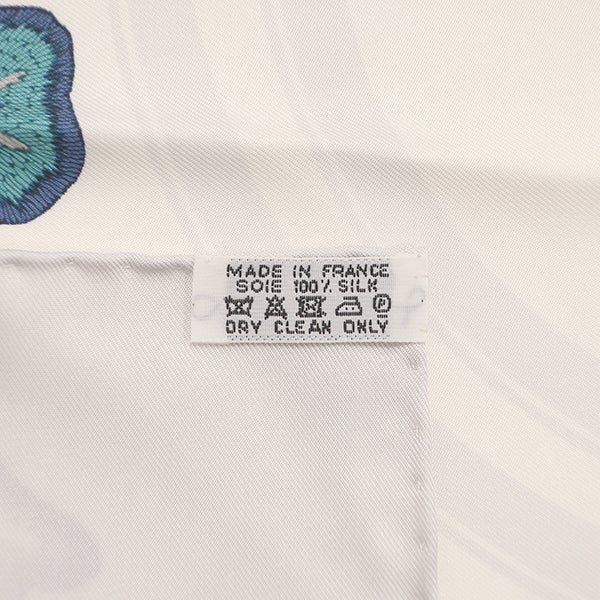 MADE IN FRANCE
SOIE 100% SILK
P
DRY CLEAN ONLY